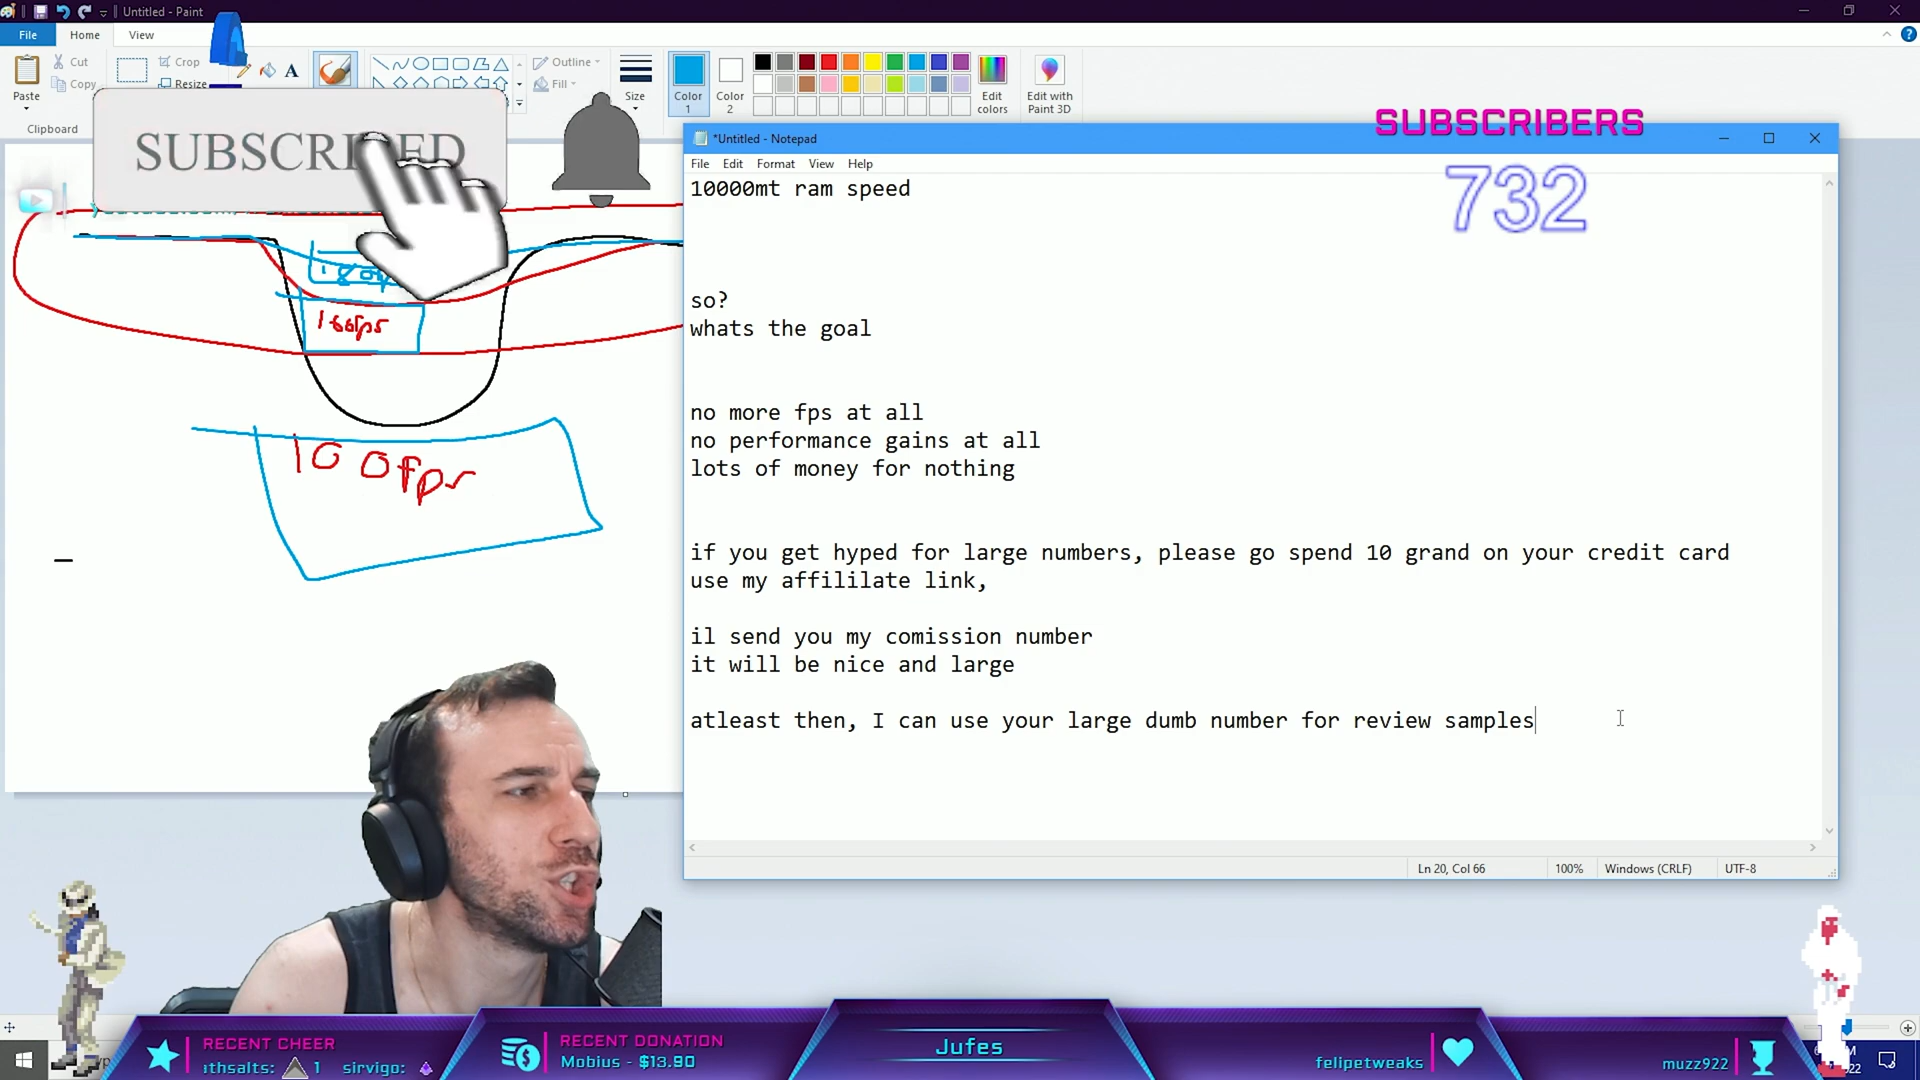 Untitled - Paint
File
Home
View
Cut
Copy
Paste
Clipboard
Crop
Resize
A
Outline
Fill
Size
Color
1
Color
2
Edit
colors
Edit with
Paint 3D
SUBSCRIBED
SUBSCRIBERS
732
*Untitled - Notepad
File Edit Format View Help
10000mt ram speed
so?
whats the goal
no more fps at all
no performance gains at all
lots of money for nothing
if you get hyped for large numbers, please go spend 10 grand on your credit card
use my affililate link,
il send you my comission number
it will be nice and large
atleast then, I can use your large dumb number for review samples
Ln 20, Col 66
100%
Windows (CRLF)
UTF-8
100fps
RECENT CHEER
thsalts: 1 sirvigo:
RECENT DONATION
Mobius - $13.90
Jufes
felipetweaks
muzz922